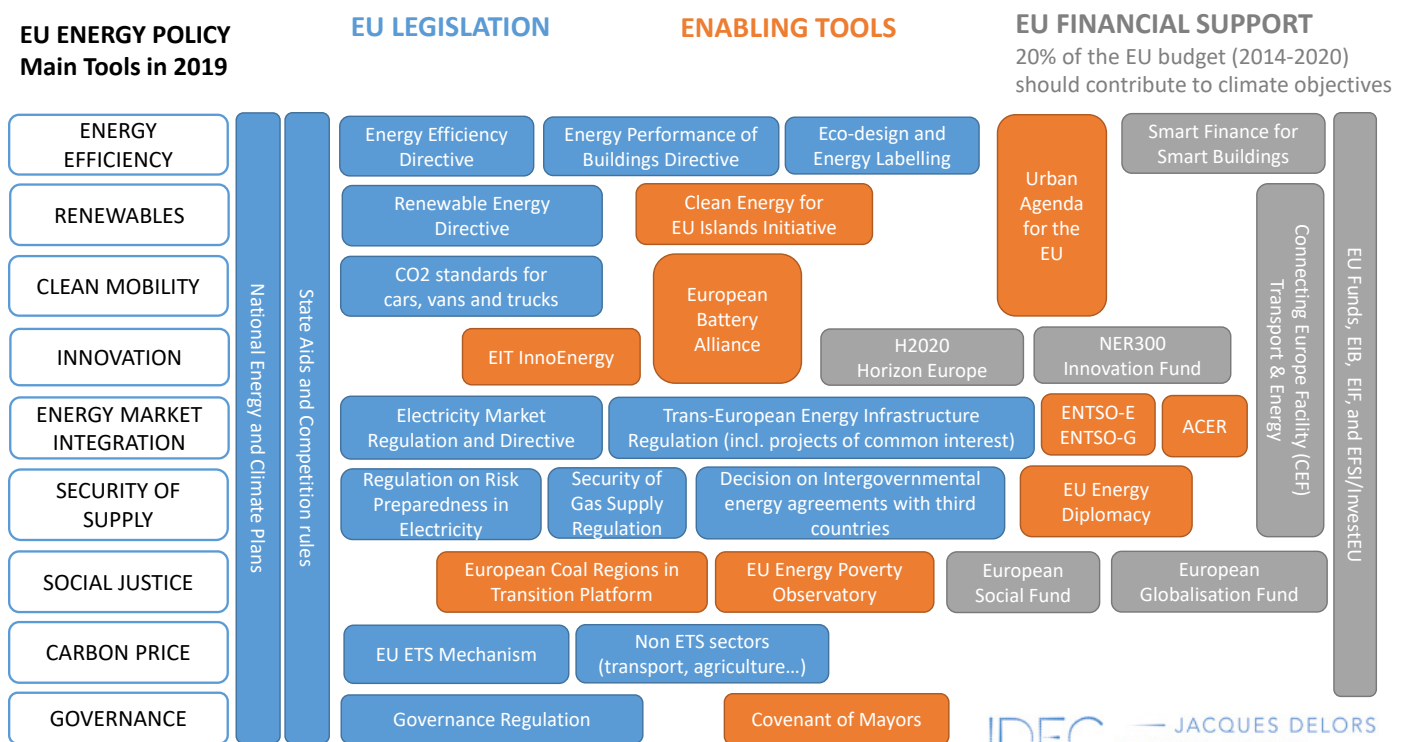 EU ENERGY POLICY
Main Tools in 2019
EU LEGISLATION
ENABLING TOOLS
EU FINANCIAL SUPPORT
20% of the EU budget (2014-2020)
should contribute to climate objectives
National Energy and Climate Plans
State Aids and Competition rules
ENERGY
EFFICIENCY
Energy Efficiency
Directive
Energy Performance of
Buildings Directive
Eco-design and
Energy Labelling
Urban
Agenda
for the
EU
Smart Finance for
Smart Buildings
RENEWABLES
Renewable Energy
Directive
Clean Energy for
EU Islands Initiative
Connecting Europe Facility (CEF)
Transport & Energy
EU Funds, EIB, EIF, and EFSI/InvestEU
CLEAN MOBILITY
CO2 standards for
cars, vans and trucks
European
Battery
Alliance
INNOVATION
EIT InnoEnergy
H2020
Horizon Europe
NER300
Innovation Fund
ENERGY MARKET
INTEGRATION
Electricity Market
Regulation and Directive
Trans-European Energy Infrastructure
Regulation (incl. projects of common interest)
ENTSO-E
ENTSO-G
ACER
SECURITY OF
SUPPLY
Regulation on Risk
Preparedness in
Electricity
Security of
Gas Supply
Regulation
Decision on Intergovernmental
energy agreements with third
countries
EU Energy
Diplomacy
SOCIAL JUSTICE
European Coal Regions in
Transition Platform
EU Energy Poverty
Observatory
European
Social Fund
European
Globalisation Fund
CARBON PRICE
EU ETS Mechanism
Non ETS sectors
(transport, agriculture...)
GOVERNANCE
Governance Regulation
Covenant of Mayors
JACQUES DELORS